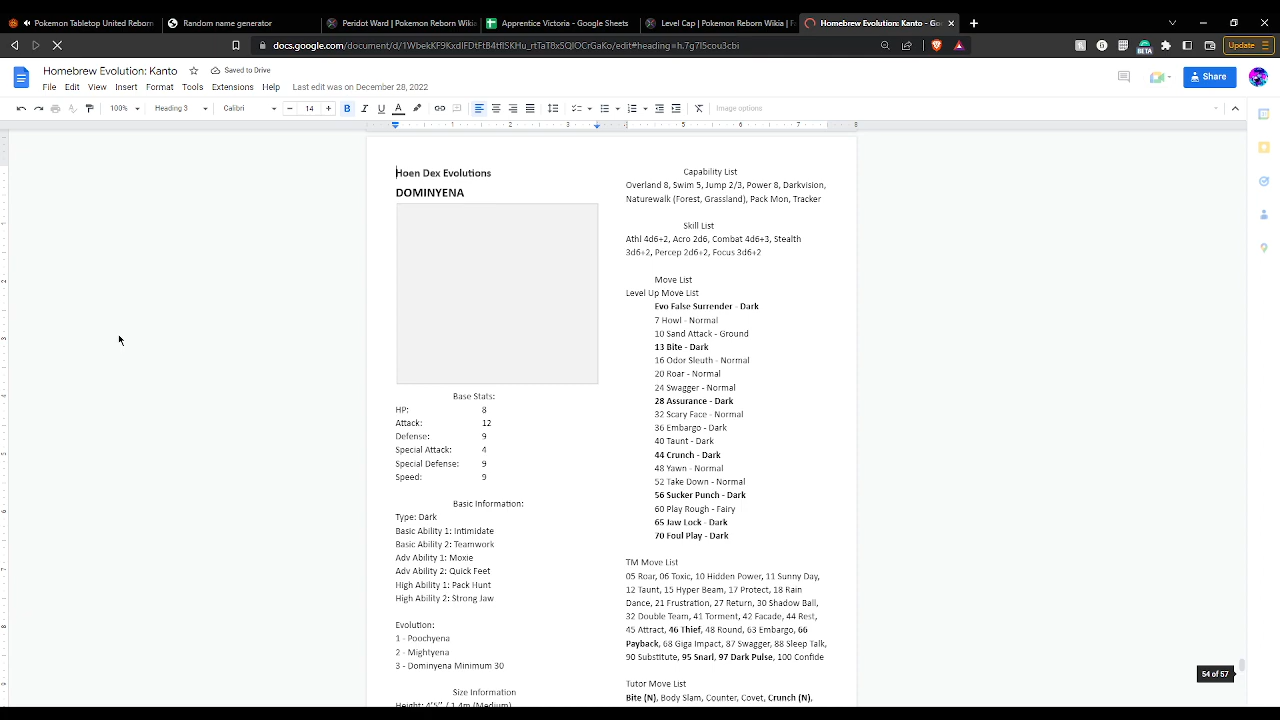 Pokemon Tabletop United Reborn
Random name generator
Peridot Ward | Pokemon Reborn Wikia
Apprentice Victoria - Google Sheets
Level Cap | Pokemon Reborn Wikia | F
Homebrew Evolution: Kanto - Go
Homebrew Evolution: Kanto
Saved to Drive
File Edit View Insert Format Tools Extensions Help
Last edit was on December 28, 2022
Share
Update
BETA
100%
Heading 3
Calibri
14
Image options
Hoen Dex Evolutions
DOMINYENA
Base Stats:
HP: 8
Attack: 12
Defense: 9
Special Attack: 4
Special Defense: 9
Speed: 9
Basic Information:
Type: Dark
Basic Ability 1: Intimidate
Basic Ability 2: Teamwork
Adv Ability 1: Moxie
Adv Ability 2: Quick Feet
High Ability 1: Pack Hunt
High Ability 2: Strong Jaw
Evolution:
1 - Poochyena
2 - Mightyena
3 - Dominyena Minimum 30
Size Information
Height: 4'5" / 1.4m (Medium)
Capability List
Overland 8, Swim 5, Jump 2/3, Power 8, Darkvision,
Naturewalk (Forest, Grassland), Pack Mon, Tracker
Skill List
Athl 4d6+2, Acro 2d6, Combat 4d6+3, Stealth
3d6+2, Percep 2d6+2, Focus 3d6+2
Move List
Level Up Move List
Evo False Surrender - Dark
7 Howl - Normal
10 Sand Attack - Ground
13 Bite - Dark
16 Odor Sleuth - Normal
20 Roar - Normal
24 Swagger - Normal
28 Assurance - Dark
32 Scary Face - Normal
36 Embargo - Dark
40 Taunt - Dark
44 Crunch - Dark
48 Yawn - Normal
52 Take Down - Normal
56 Sucker Punch - Dark
60 Play Rough - Fairy
65 Jaw Lock - Dark
70 Foul Play - Dark
TM Move List
05 Roar, 06 Toxic, 10 Hidden Power, 11 Sunny Day,
12 Taunt, 15 Hyper Beam, 17 Protect, 18 Rain
Dance, 21 Frustration, 27 Return, 30 Shadow Ball,
32 Double Team, 41 Torment, 42 Facade, 44 Rest,
45 Attract, 46 Thief, 48 Round, 63 Embargo, 66
Payback, 68 Giga Impact, 87 Swagger, 88 Sleep Talk,
90 Substitute, 95 Snarl, 97 Dark Pulse, 100 Confide
Tutor Move List
Bite (N), Body Slam, Counter, Covet, Crunch (N),
54 of 57